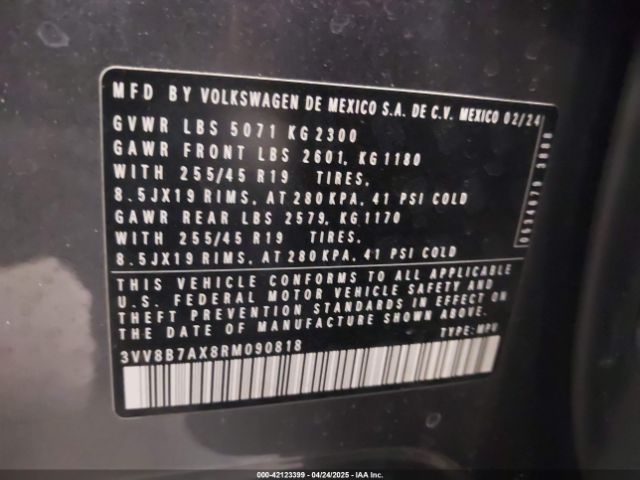 MFD BY VOLKSWAGEN DE MEXICO S.A. DE C.V. MEXICO 02/24
GVWR LBS 5071 KG 2300
GAWR FRONT LBS 2601, KG 1180
WITH 255/45 R19 TIRES,
8.5JX19 RIMS, AT 280 KPA, 41 PSI COLD
GAWR REAR LBS 2579, KG 1170
WITH 255/45 R19 TIRES,
8.5JX19 RIMS, AT 280 KPA, 41 PSI COLD
THIS VEHICLE CONFORMS TO ALL APPLICABLE
U.S. FEDERAL MOTOR VEHICLE SAFETY AND
THEFT PREVENTION STANDARDS IN EFFECT ON
THE DATE OF MANUFACTURE SHOWN ABOVE.
3VV8B7AX8RM090818 TYPE: MPV
000-42123399 - 04/24/2025 - IAA Inc.